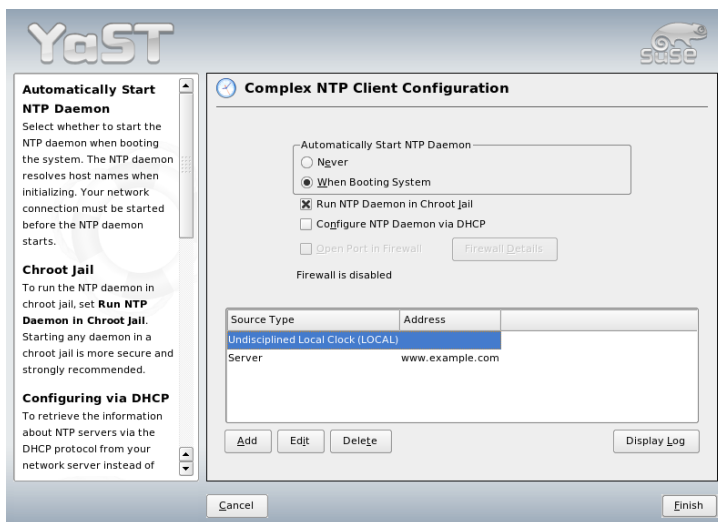 YaST
SUSE
Automatically Start
NTP Daemon
Select whether to start the
NTP daemon when booting
the system. The NTP daemon
resolves host names when
initializing. Your network
connection must be started
before the NTP daemon
starts.
Chroot Jail
To run the NTP daemon in
chroot jail, set Run NTP
Daemon in Chroot Jail.
Starting any daemon in a
chroot jail is more secure and
strongly recommended.
Configuring via DHCP
To retrieve the information
about NTP servers via the
DHCP protocol from your
network server instead of
Complex NTP Client Configuration
Automatically Start NTP Daemon
Never
When Booting System
Run NTP Daemon in Chroot Jail
Configure NTP Daemon via DHCP
Open Port in Firewall Firewall Details
Firewall is disabled
Source Type Address
Undisciplined Local Clock (LOCAL)
Server www.example.com
Add Edit Delete Display Log
Cancel Finish